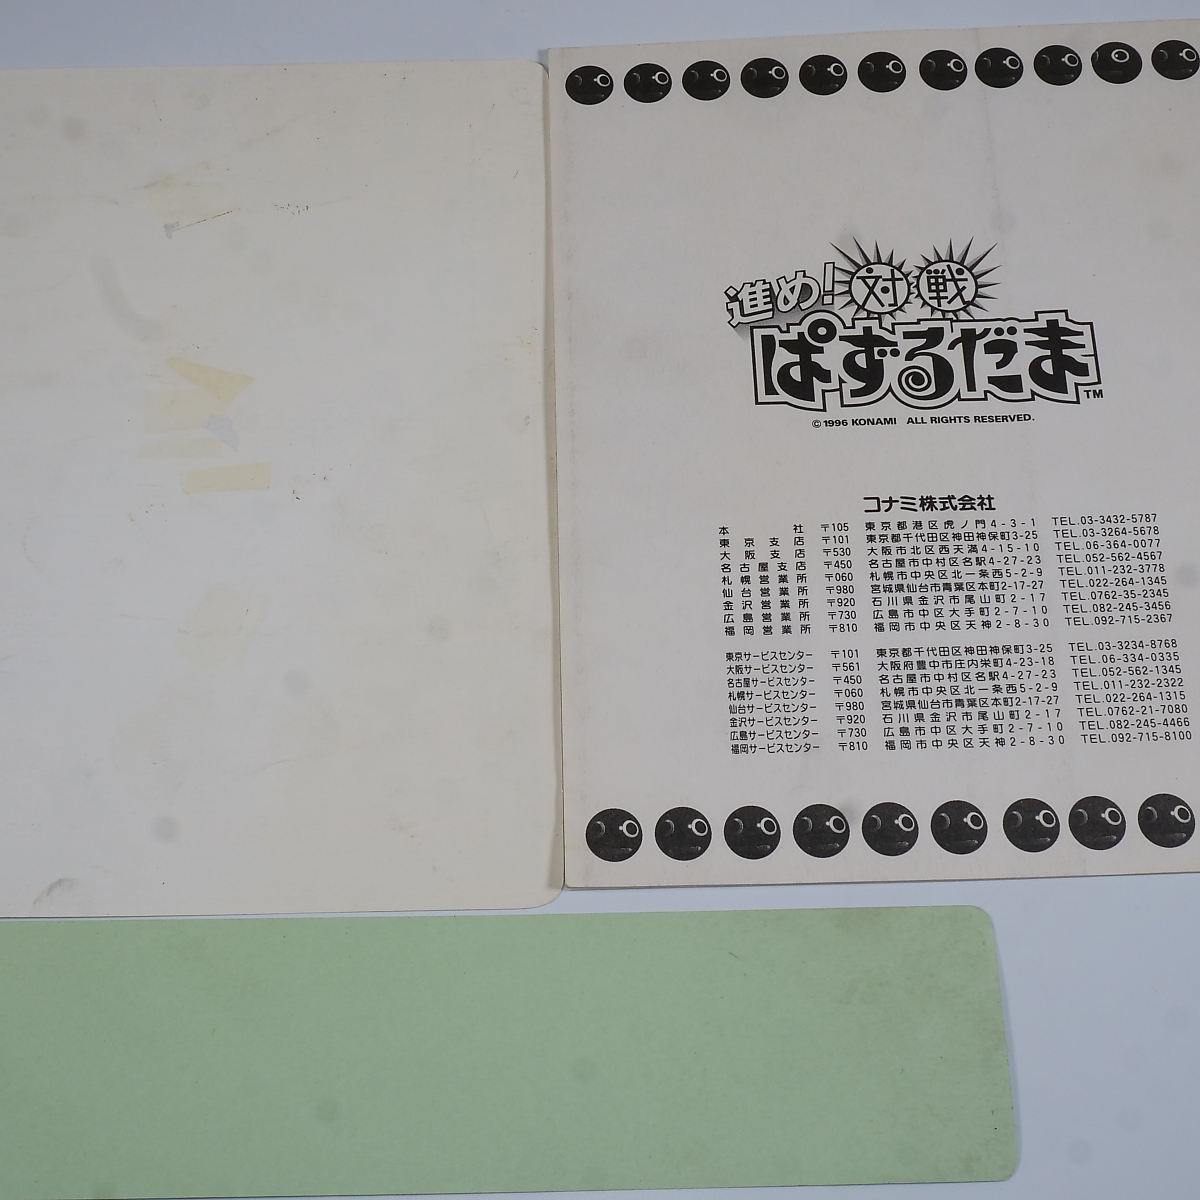 進め!対戦
ぱずるだま™
© 1996 KONAMI ALL RIGHTS RESERVED.
コナミ株式会社
本社 〒105 東京都港区虎ノ門4-3-1 TEL.03-3432-5787
東京支店 〒101 東京都千代田区神田神保町3-25 TEL.03-3264-5678
大阪支店 〒530 大阪市北区西天満4-15-10 TEL.06-364-0077
名古屋支店 〒450 名古屋市中村区名駅4-27-23 TEL.052-562-4567
札幌営業所 〒060 札幌市中央区北一条西5-2-9 TEL.011-232-3778
仙台営業所 〒980 宮城県仙台市青葉区本町2-17-27 TEL.022-264-1345
金沢営業所 〒920 石川県金沢市尾山町2-17 TEL.0762-35-2345
広島営業所 〒730 広島市中区大手町2-7-10 TEL.082-245-3456
福岡営業所 〒810 福岡市中央区天神2-8-30 TEL.092-715-2367
東京サービスセンター 〒101 東京都千代田区神田神保町3-25 TEL.03-3234-8768
大阪サービスセンター 〒561 大阪府豊中市庄内栄町4-23-18 TEL.06-334-0335
名古屋サービスセンター 〒450 名古屋市中村区名駅4-27-23 TEL.052-562-1345
札幌サービスセンター 〒060 札幌市中央区北一条西5-2-9 TEL.011-232-2322
仙台サービスセンター 〒980 宮城県仙台市青葉区本町2-17-27 TEL.022-264-1315
金沢サービスセンター 〒920 石川県金沢市尾山町2-17 TEL.0762-21-7080
広島サービスセンター 〒730 広島市中区大手町2-7-10 TEL.082-245-4466
福岡サービスセンター 〒810 福岡市中央区天神2-8-30 TEL.092-715-8100